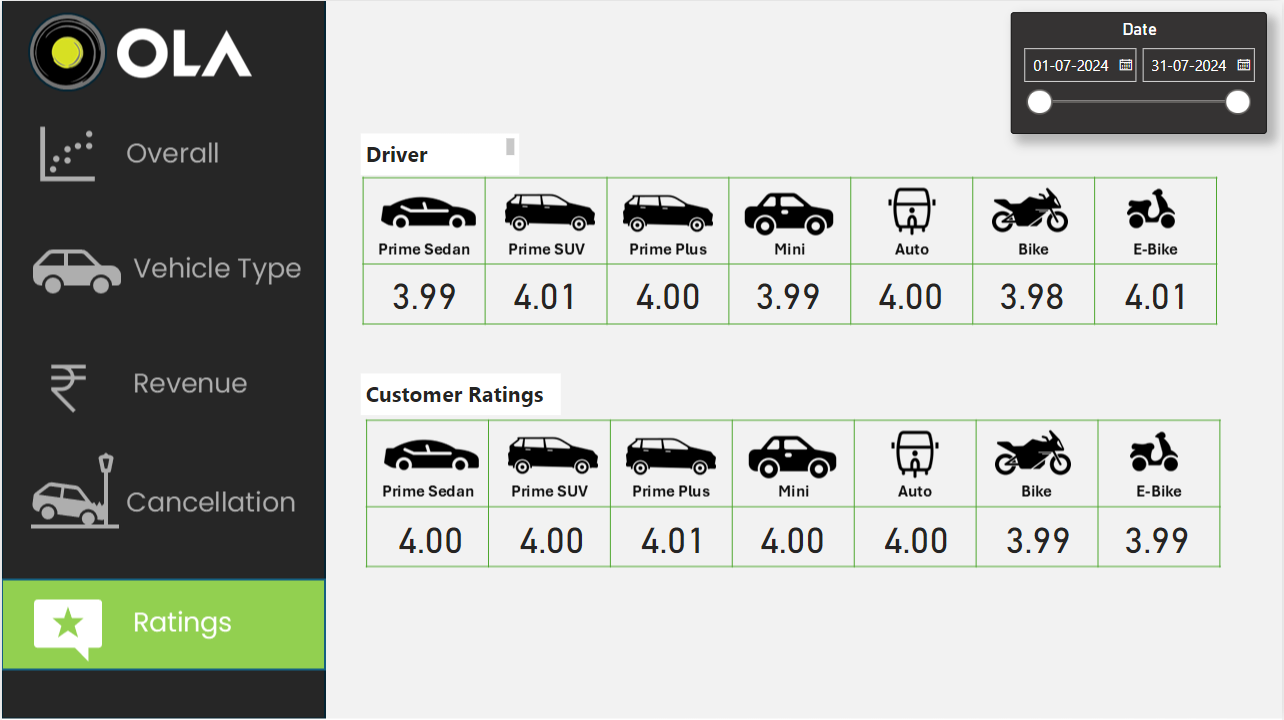 OLA
Date
01-07-2024 31-07-2024
Overall
Vehicle Type
Revenue
Cancellation
Ratings
Driver
Prime Sedan Prime SUV Prime Plus Mini Auto Bike E-Bike
3.99 4.01 4.00 3.99 4.00 3.98 4.01
Customer Ratings
Prime Sedan Prime SUV Prime Plus Mini Auto Bike E-Bike
4.00 4.00 4.01 4.00 4.00 3.99 3.99